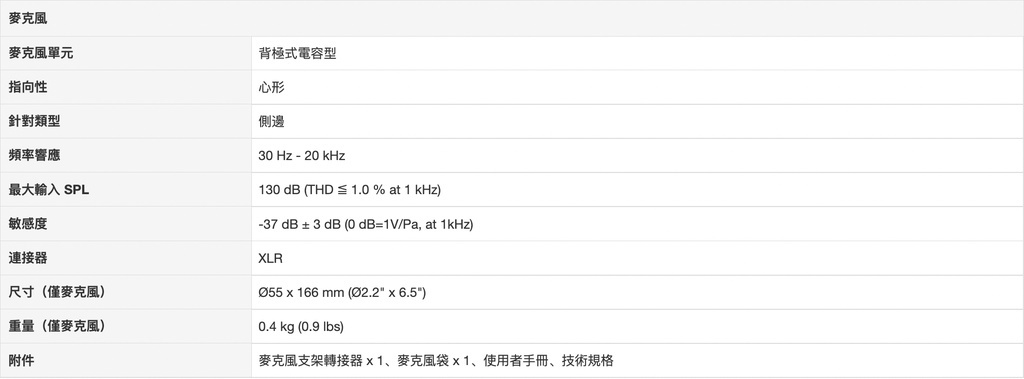 麥克風
麥克風單元 背極式電容型
指向性 心形
針對類型 側邊
頻率響應 30 Hz - 20 kHz
最大輸入 SPL 130 dB (THD ≦ 1.0 % at 1 kHz)
敏感度 -37 dB ± 3 dB (0 dB=1V/Pa, at 1kHz)
連接器 XLR
尺寸（僅麥克風） Ø55 x 166 mm (Ø2.2" x 6.5")
重量（僅麥克風） 0.4 kg (0.9 lbs)
附件 麥克風支架轉接器 x 1、麥克風袋 x 1、使用者手冊、技術規格